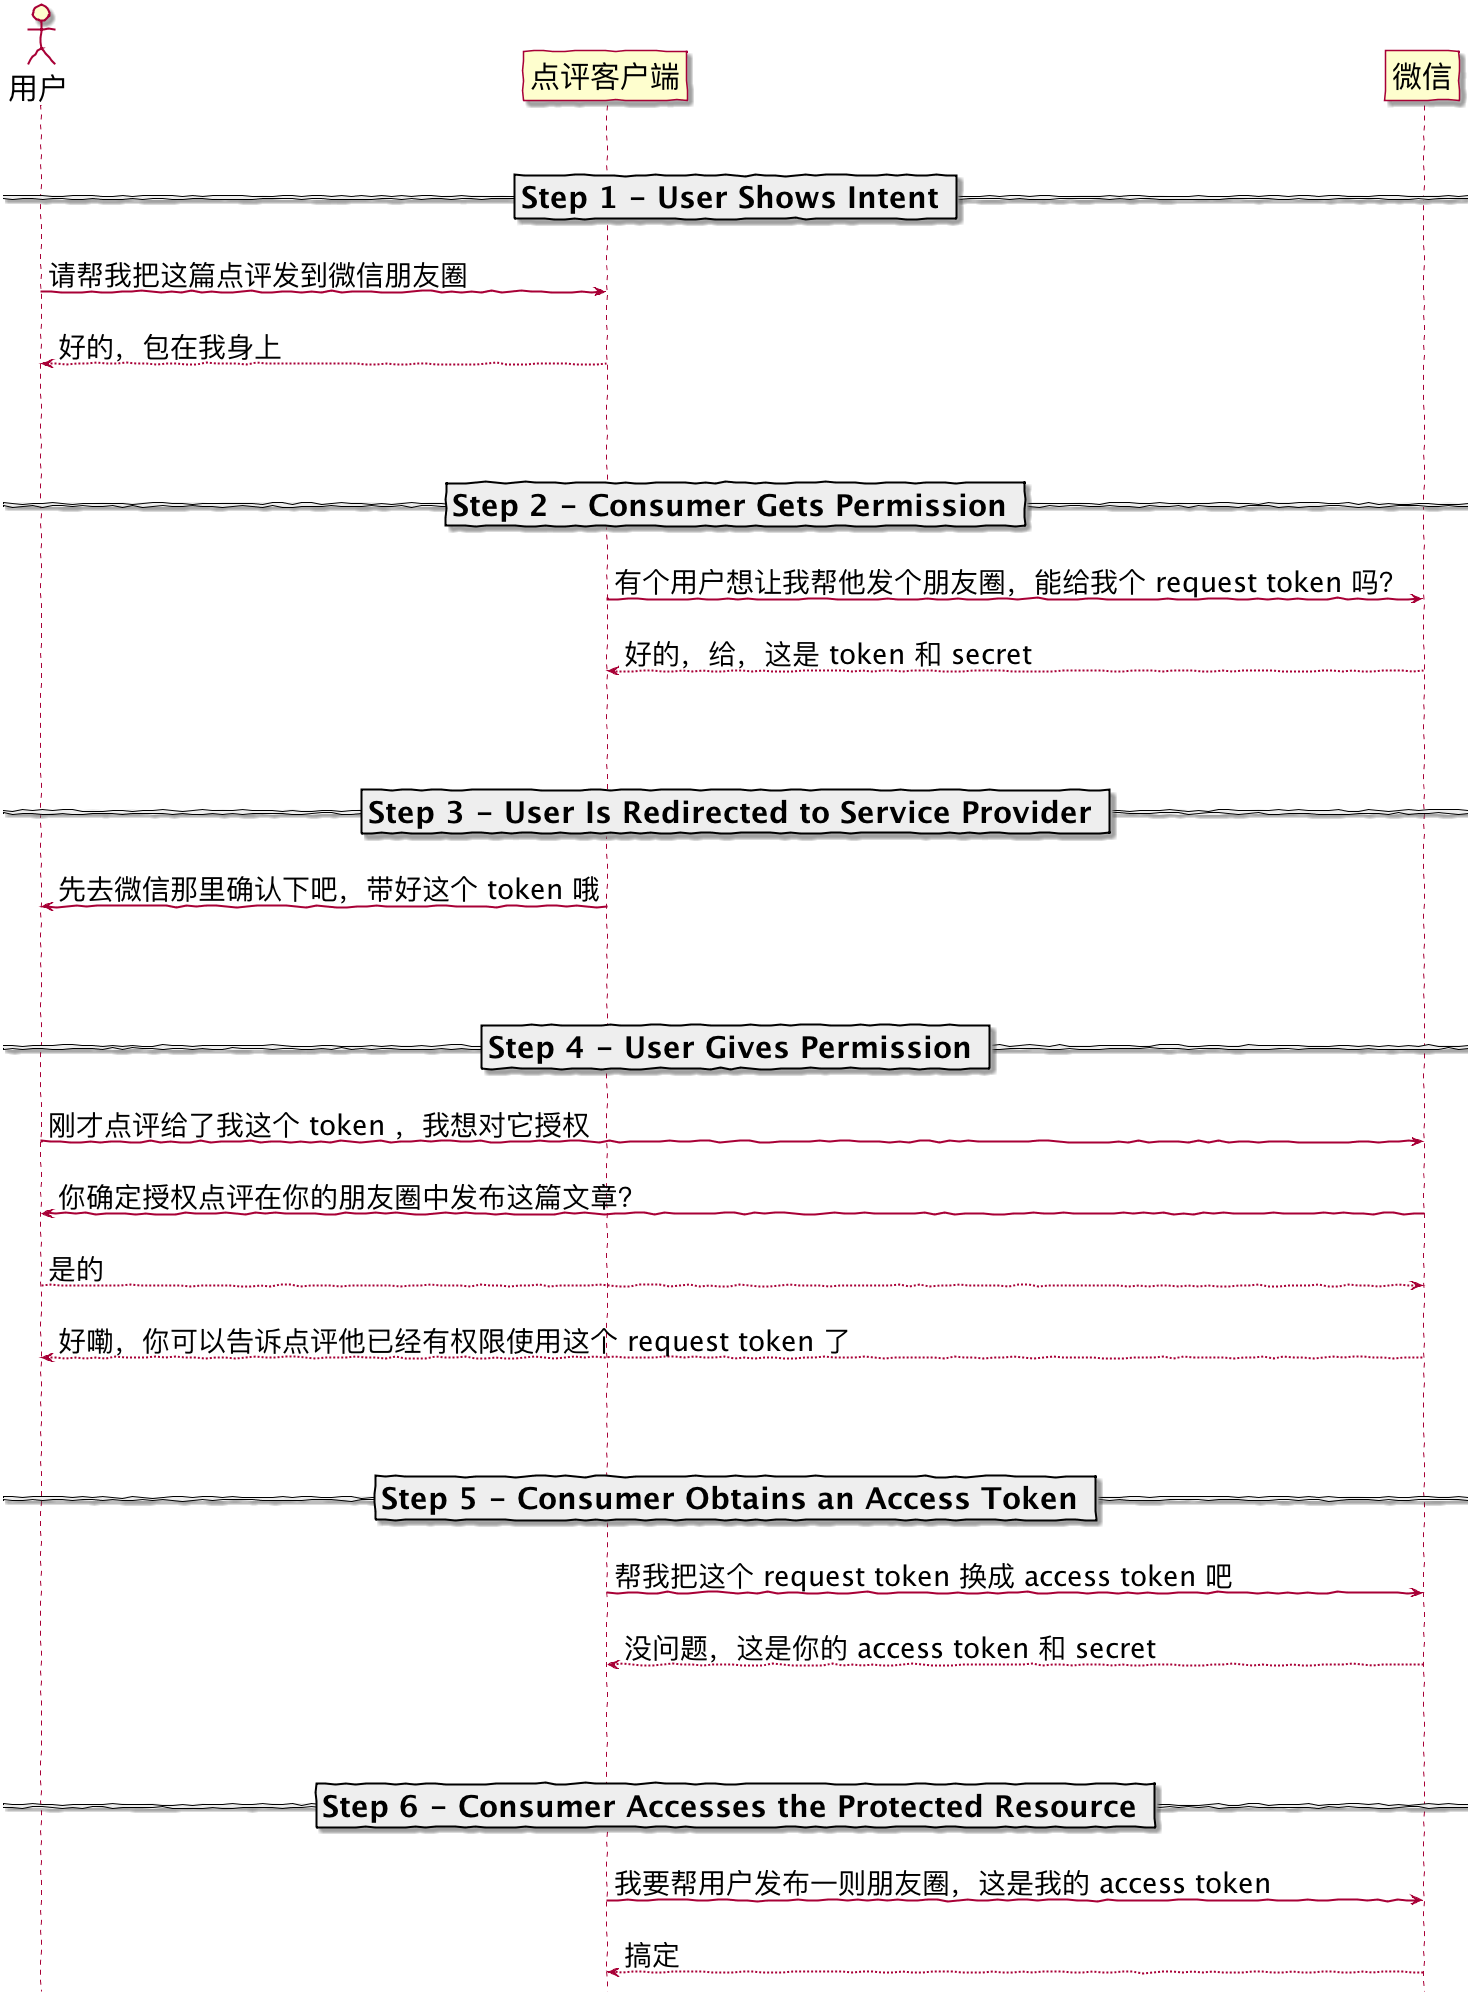 用户
点评客户端
微信
Step 1 – User Shows Intent
请帮我把这篇点评发到微信朋友圈
好的，包在我身上
Step 2 – Consumer Gets Permission
有个用户想让我帮他发个朋友圈，能给我个 request token 吗？
好的，给，这是 token 和 secret
Step 3 – User Is Redirected to Service Provider
先去微信那里确认下吧，带好这个 token 哦
Step 4 – User Gives Permission
刚才点评给了我这个 token ，我想对它授权
你确定授权点评在你的朋友圈中发布这篇文章？
是的
好嘞，你可以告诉点评他已经有权限使用这个 request token 了
Step 5 – Consumer Obtains an Access Token
帮我把这个 request token 换成 access token 吧
没问题，这是你的 access token 和 secret
Step 6 – Consumer Accesses the Protected Resource
我要帮用户发布一则朋友圈，这是我的 access token
搞定